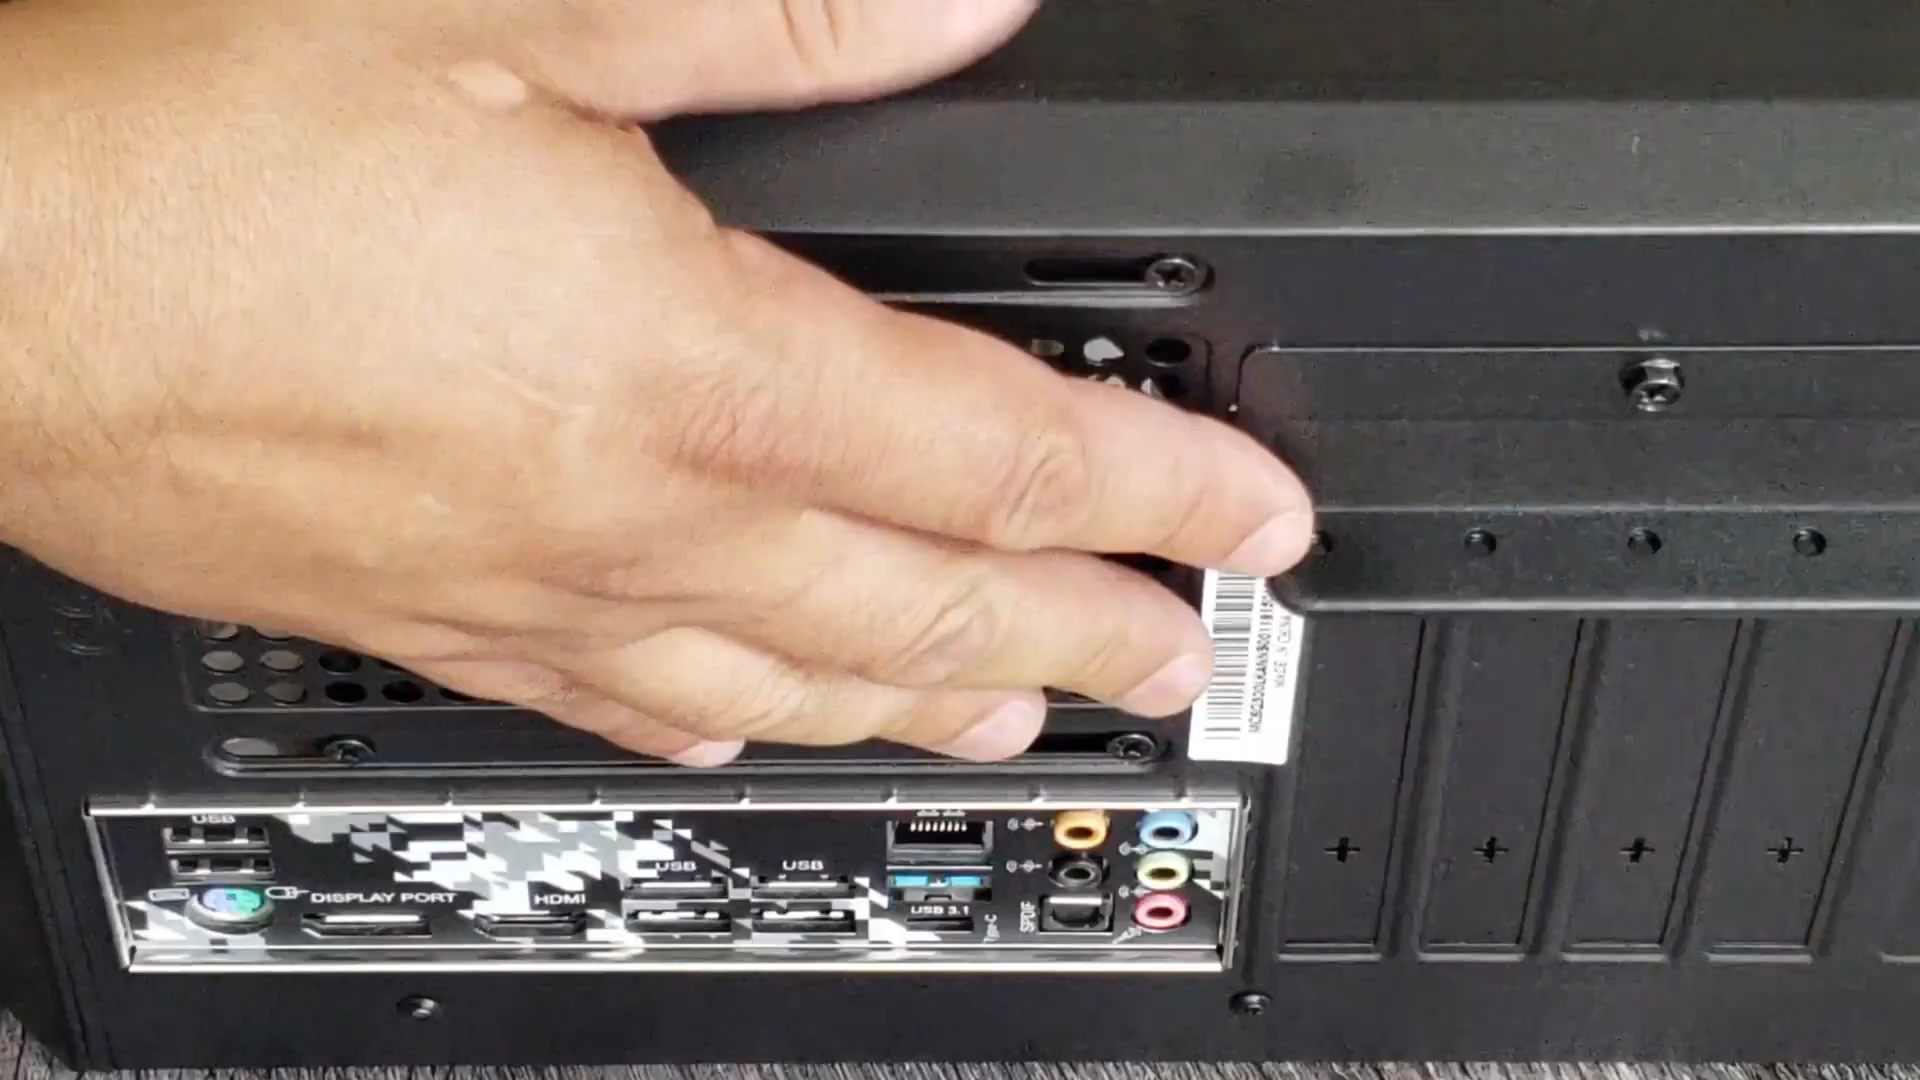 MADE IN CHINA
USB
USB
USB
DISPLAY PORT
HDMI
USB 3.1
Type-C
SPDIF